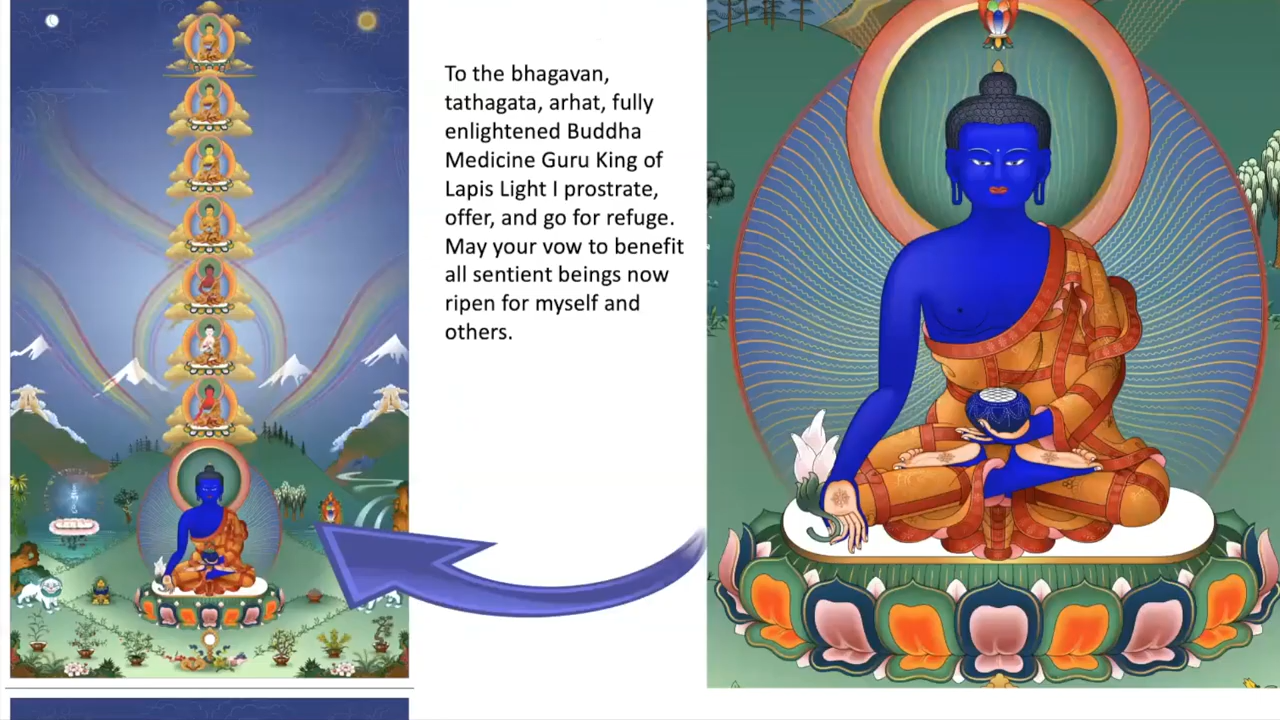 To the bhagavan,
tathagata, arhat, fully
enlightened Buddha
Medicine Guru King of
Lapis Light I prostrate,
offer, and go for refuge.
May your vow to benefit
all sentient beings now
ripen for myself and
others.